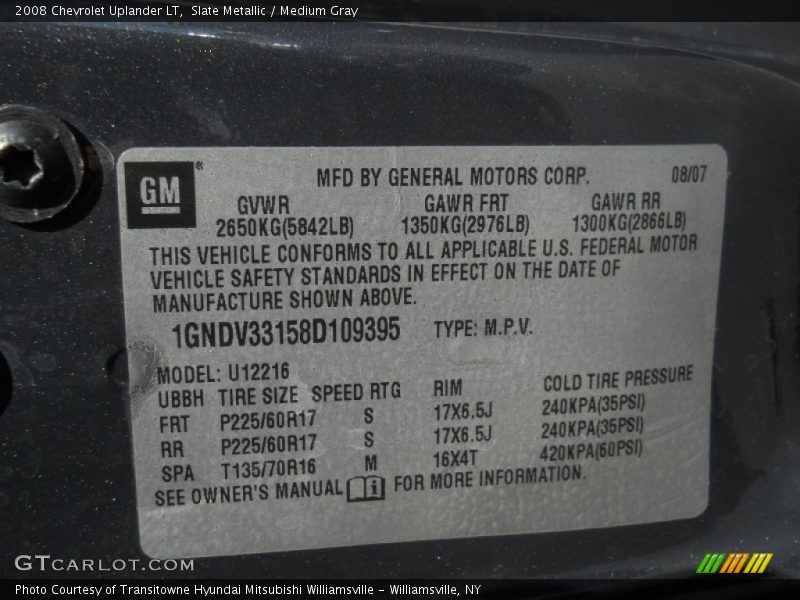 2008 Chevrolet Uplander LT, Slate Metallic / Medium Gray
GM
MFD BY GENERAL MOTORS CORP. 08/07
GVWR GAWR FRT GAWR RR
2650KG(5842LB) 1350KG(2976LB) 1300KG(2866LB)
THIS VEHICLE CONFORMS TO ALL APPLICABLE U.S. FEDERAL MOTOR
VEHICLE SAFETY STANDARDS IN EFFECT ON THE DATE OF
MANUFACTURE SHOWN ABOVE.
1GNDV33158D109395 TYPE: M.P.V.
MODEL: U12216
UBBH TIRE SIZE SPEED RTG RIM COLD TIRE PRESSURE
FRT P225/60R17 S 17X6.5J 240KPA(35PSI)
RR P225/60R17 S 17X6.5J 240KPA(35PSI)
SPA T135/70R16 M 16X4T 420KPA(60PSI)
SEE OWNER'S MANUAL FOR MORE INFORMATION.
GTcarlot.com
Photo Courtesy of Transitowne Hyundai Mitsubishi Williamsville - Williamsville, NY